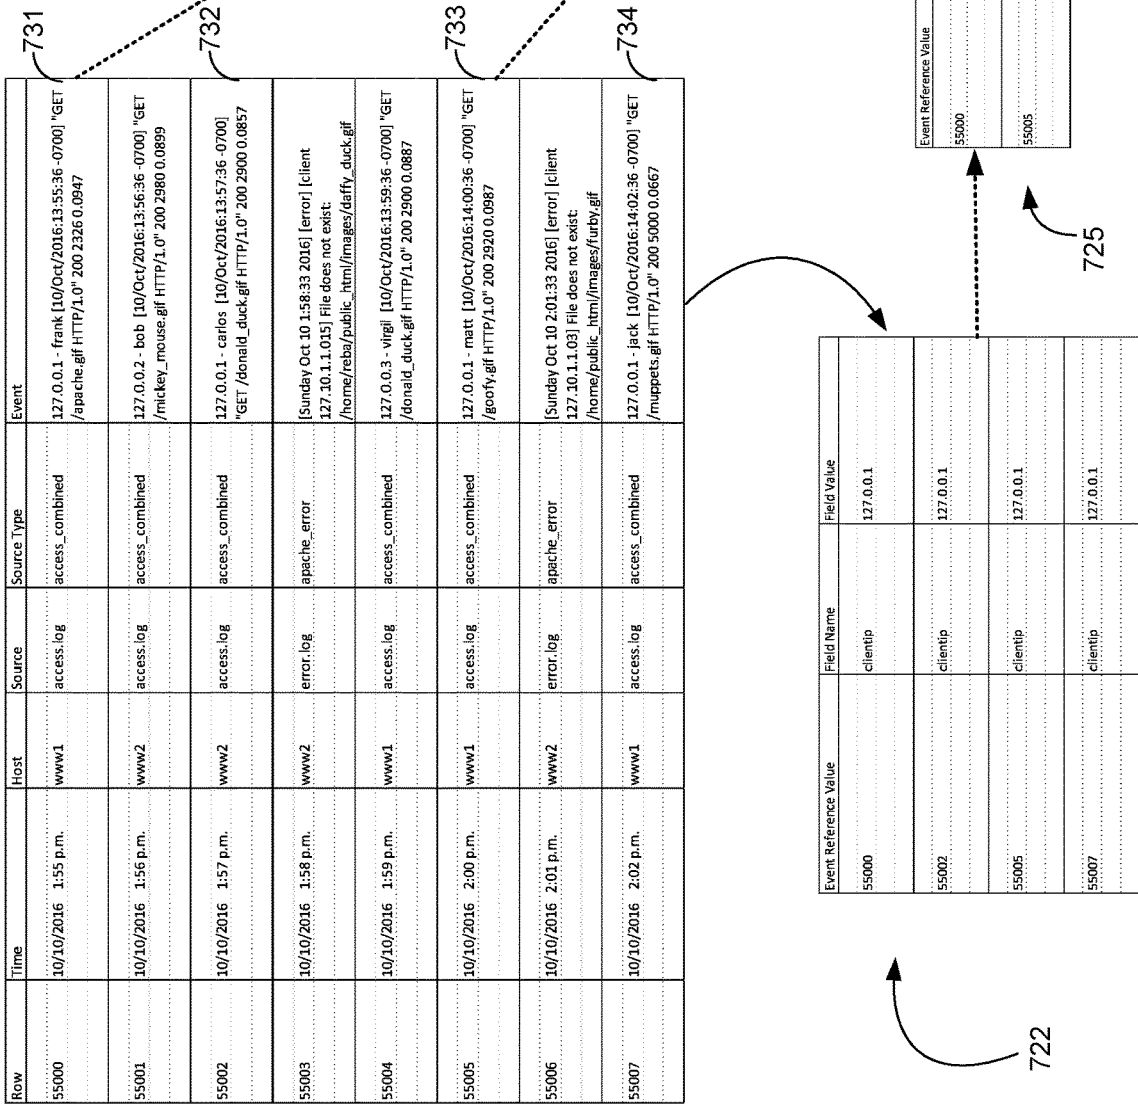 Row Time Host Source Source Type Event
55000 10/10/2016 1:55 p.m. www1 access.log access_combined 127.0.0.1 - frank [10/Oct/2016:13:55:36 -0700] "GET
/apache.gif HTTP/1.0" 200 2326 0.0947
731
55001 10/10/2016 1:56 p.m. www2 access.log access_combined 127.0.0.2 - bob [10/Oct/2016:13:56:36 -0700] "GET
/mickey_mouse.gif HTTP/1.0" 200 2980 0.0899
55002 10/10/2016 1:57 p.m. www2 access.log access_combined 127.0.0.1 - carlos [10/Oct/2016:13:57:36 -0700]
"GET /donald_duck.gif HTTP/1.0" 200 2900 0.0857
732
55003 10/10/2016 1:58 p.m. www2 error.log apache_error [Sunday Oct 10 1:58:33 2016] [error] [client
127.10.1.1.015] File does not exist:
/home/reba/public_html/images/daffy_duck.gif
55004 10/10/2016 1:59 p.m. www1 access.log access_combined 127.0.0.3 - virgil [10/Oct/2016:13:59:36 -0700] "GET
/donald_duck.gif HTTP/1.0" 200 2900 0.0887
55005 10/10/2016 2:00 p.m. www1 access.log access_combined 127.0.0.1 - matt [10/Oct/2016:14:00:36 -0700] "GET
/goofy.gif HTTP/1.0" 200 2920 0.0987
733
55006 10/10/2016 2:01 p.m. www2 error.log apache_error [Sunday Oct 10 2:01:33 2016] [error] [client
127.10.1.1.03] File does not exist:
/home/public_html/images/furby.gif
55007 10/10/2016 2:02 p.m. www1 access.log access_combined 127.0.0.1 - jack [10/Oct/2016:14:02:36 -0700] "GET
/muppets.gif HTTP/1.0" 200 5000 0.0667
734
722
Event Reference Value Field Name Field Value
55000 clientip 127.0.0.1
55002 clientip 127.0.0.1
55005 clientip 127.0.0.1
55007 clientip 127.0.0.1
725
Event Reference Value
55000
55005